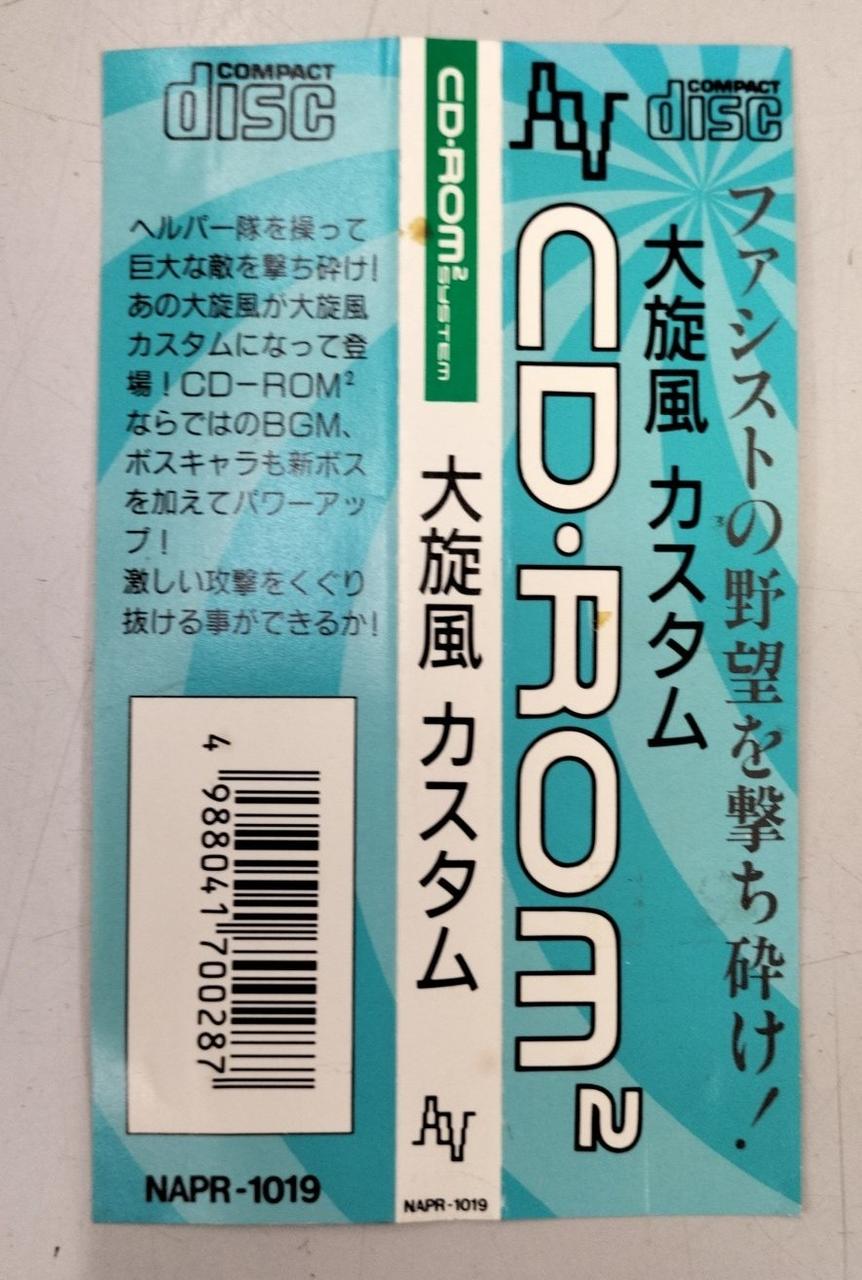 COMPACT
disc
ヘルパー隊を操って
巨大な敵を撃ち砕け!
あの大旋風が大旋風
カスタムになって登
場!CD-ROM²
ならではのBGM、
ボスキャラも新ボス
を加えてパワーアッ
プ!
激しい攻撃をくぐり
抜ける事ができるか!
4 988041 700287
NAPR-1019
CD-ROM² SYSTEM
大旋風 カスタム
AV
NAPR-1019
AV
COMPACT
disc
ファシストの野望を撃ち砕け!
大旋風 カスタム
CD・ROM²